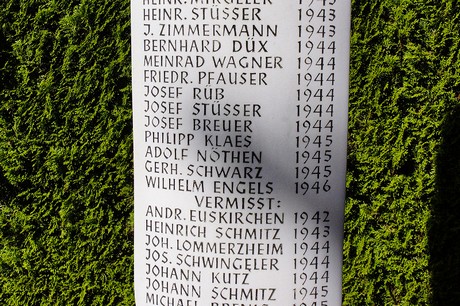 HEINR. STÜSSER 1943
J. ZIMMERMANN 1943
BERNHARD DÜX 1944
MEINRAD WAGNER 1944
FRIEDR. PFAUSER 1944
JOSEF RÜß 1944
JOSEF STÜSSER 1944
JOSEF BREUER 1944
PHILIPP KLAES 1945
ADOLF NÖTHEN 1945
GERH. SCHWARZ 1945
WILHELM ENGELS 1946
VERMISST:
ANDR. EUSKIRCHEN 1942
HEINRICH SCHMITZ 1943
JOH. LOMMERZHEIM 1944
JOS. SCHWINGELER 1944
JOHANN KUTZ 1944
JOHANN SCHMITZ 1945
MICHAEL